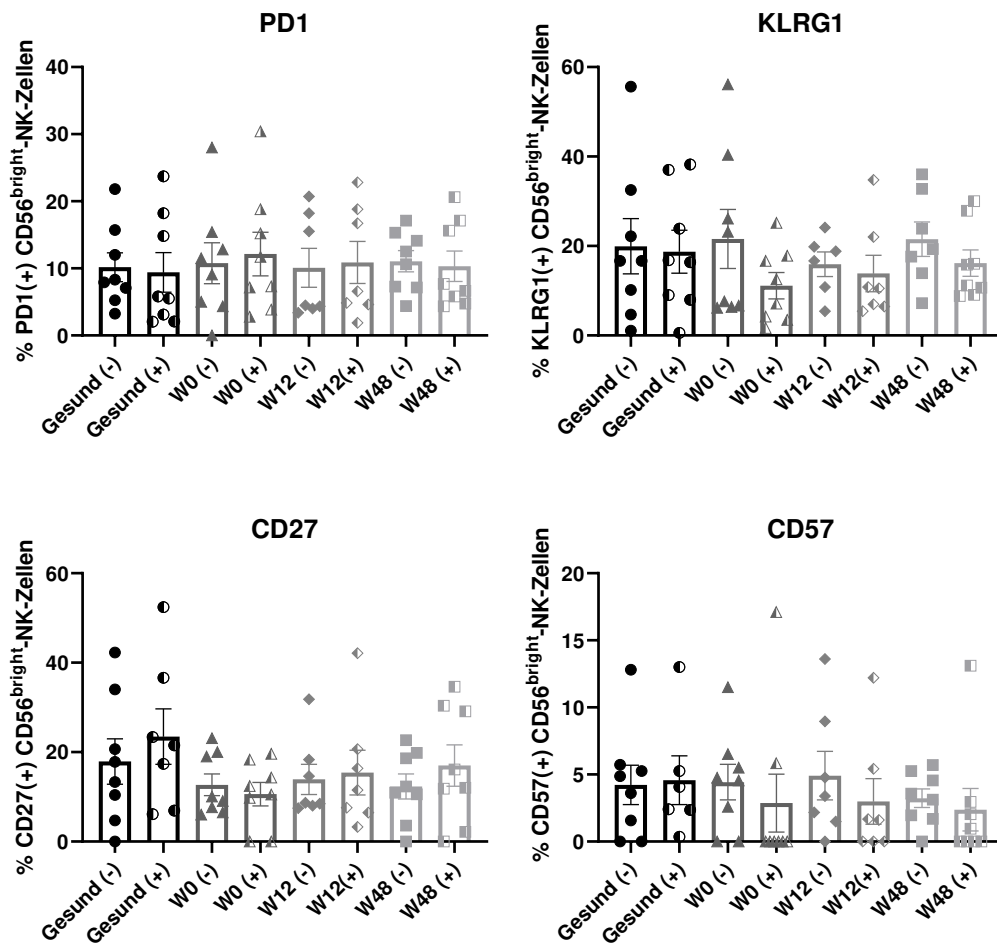 PD1
% PD1(+) CD56bright-NK-Zellen
40
30
20
10
0
Gesund (-)
Gesund (+)
W0 (-)
W0 (+)
W12 (-)
W12(+)
W48 (-)
W48 (+)
KLRG1
% KLRG1(+) CD56bright-NK-Zellen
60
40
20
0
Gesund (-)
Gesund (+)
W0 (-)
W0 (+)
W12 (-)
W12(+)
W48 (-)
W48 (+)
CD27
% CD27(+) CD56bright-NK-Zellen
60
40
20
0
Gesund (-)
Gesund (+)
W0 (-)
W0 (+)
W12 (-)
W12(+)
W48 (-)
W48 (+)
CD57
% CD57(+) CD56bright-NK-Zellen
20
15
10
5
0
Gesund (-)
Gesund (+)
W0 (-)
W0 (+)
W12 (-)
W12(+)
W48 (-)
W48 (+)